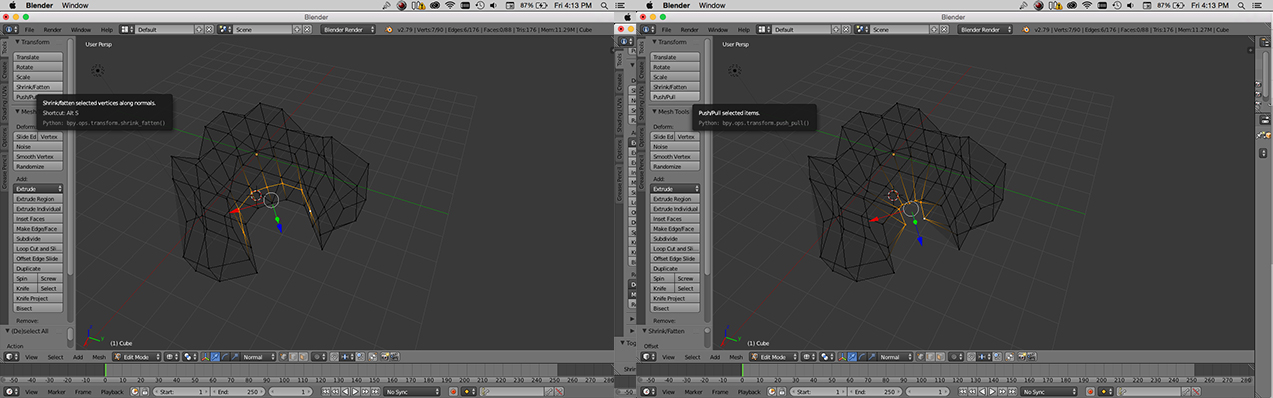 Blender Window 87% Fri 4:13 PM
Blender
File Render Window Help Default Scene Blender Render v2.79 | Verts:7/90 | Edges:6/176 | Faces:0/88 | Tris:176 | Mem:11.29M | Cube
Tools
Create
Shading / UVs
Options
Grease Pencil
Transform
Translate
Rotate
Scale
Shrink/Fatten
Push/Pull
Shrink/fatten selected vertices along normals.
Shortcut: Alt S
Python: bpy.ops.transform.shrink_fatten()
Mesh
Deform:
Slide Ed Vertex
Noise
Smooth Vertex
Randomize
Add:
Extrude
Extrude Region
Extrude Individual
Inset Faces
Make Edge/Face
Subdivide
Loop Cut and Sli...
Offset Edge Slide
Duplicate
Spin Screw
Knife Select
Knife Project
Bisect
Remove:
(De)select All
Action
User Persp
(1) Cube
View Select Add Mesh Edit Mode Normal
-50 -40 -30 -20 -10 0 10 20 30 40 50 60 70 80 90 100 110 120 130 140 150 160 170 180 190 200 210 220 230 240 250 260 270 280
View Marker Frame Playback Start: 1 End: 250 1 No Sync
Blender Window 87% Fri 4:13 PM
Blender
File Render Window Help Default Scene Blender Render v2.79 | Verts:7/90 | Edges:6/176 | Faces:0/88 | Tris:176 | Mem:11.27M | Cube
Tools
Create
Shading / UVs
Options
Grease Pencil
Transform
Translate
Rotate
Scale
Shrink/Fatten
Push/Pull
Push/Pull selected items.
Python: bpy.ops.transform.push_pull()
Mesh Tools
Deform:
Slide Ed Vertex
Noise
Smooth Vertex
Randomize
Add:
Extrude
Extrude Region
Extrude Individual
Inset Faces
Make Edge/Face
Subdivide
Loop Cut and Sli...
Offset Edge Slide
Duplicate
Spin Screw
Knife Select
Knife Project
Bisect
Remove:
Shrink/Fatten
Offset
User Persp
(1) Cube
View Select Add Mesh Edit Mode Normal
-50 -40 -30 -20 -10 0 10 20 30 40 50 60 70 80 90 100 110 120 130 140 150 160 170 180 190 200 210 220 230 240 250 260 270 280
View Marker Frame Playback Start: 1 End: 250 1 No Sync